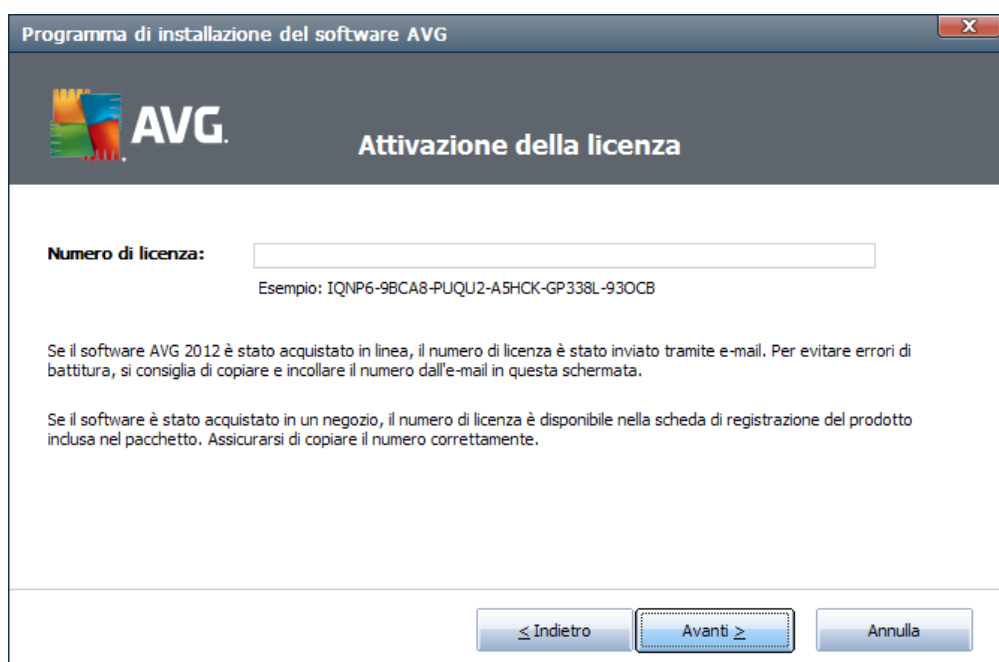 Programma di installazione del software AVG
X
AVG.
Attivazione della licenza
Numero di licenza:
Esempio: IQNP6-9BCA8-PUQU2-A5HCK-GP338L-93OCB
Se il software AVG 2012 è stato acquistato in linea, il numero di licenza è stato inviato tramite e-mail. Per evitare errori di
battitura, si consiglia di copiare e incollare il numero dall'e-mail in questa schermata.
Se il software è stato acquistato in un negozio, il numero di licenza è disponibile nella scheda di registrazione del prodotto
inclusa nel pacchetto. Assicurarsi di copiare il numero correttamente.
< Indietro
Avanti >
Annulla